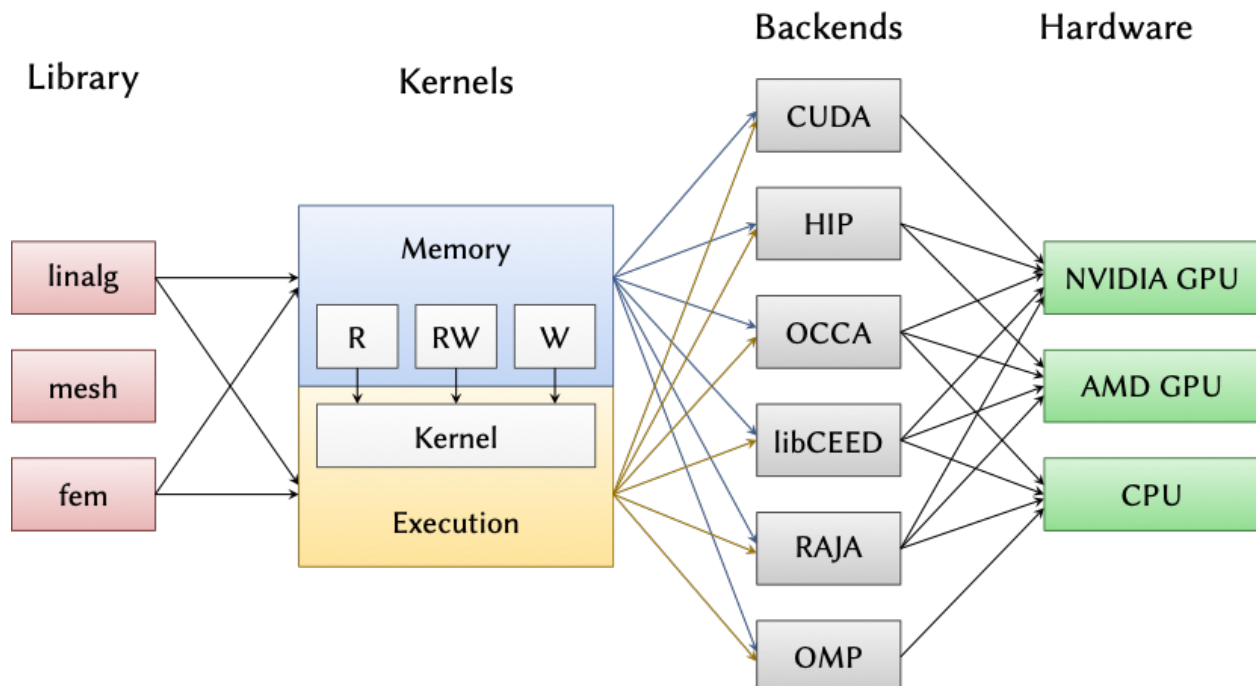 Library
Kernels
Backends
Hardware
linalg
mesh
fem
Memory
R
RW
W
Kernel
Execution
CUDA
HIP
OCCA
libCEED
RAJA
OMP
NVIDIA GPU
AMD GPU
CPU